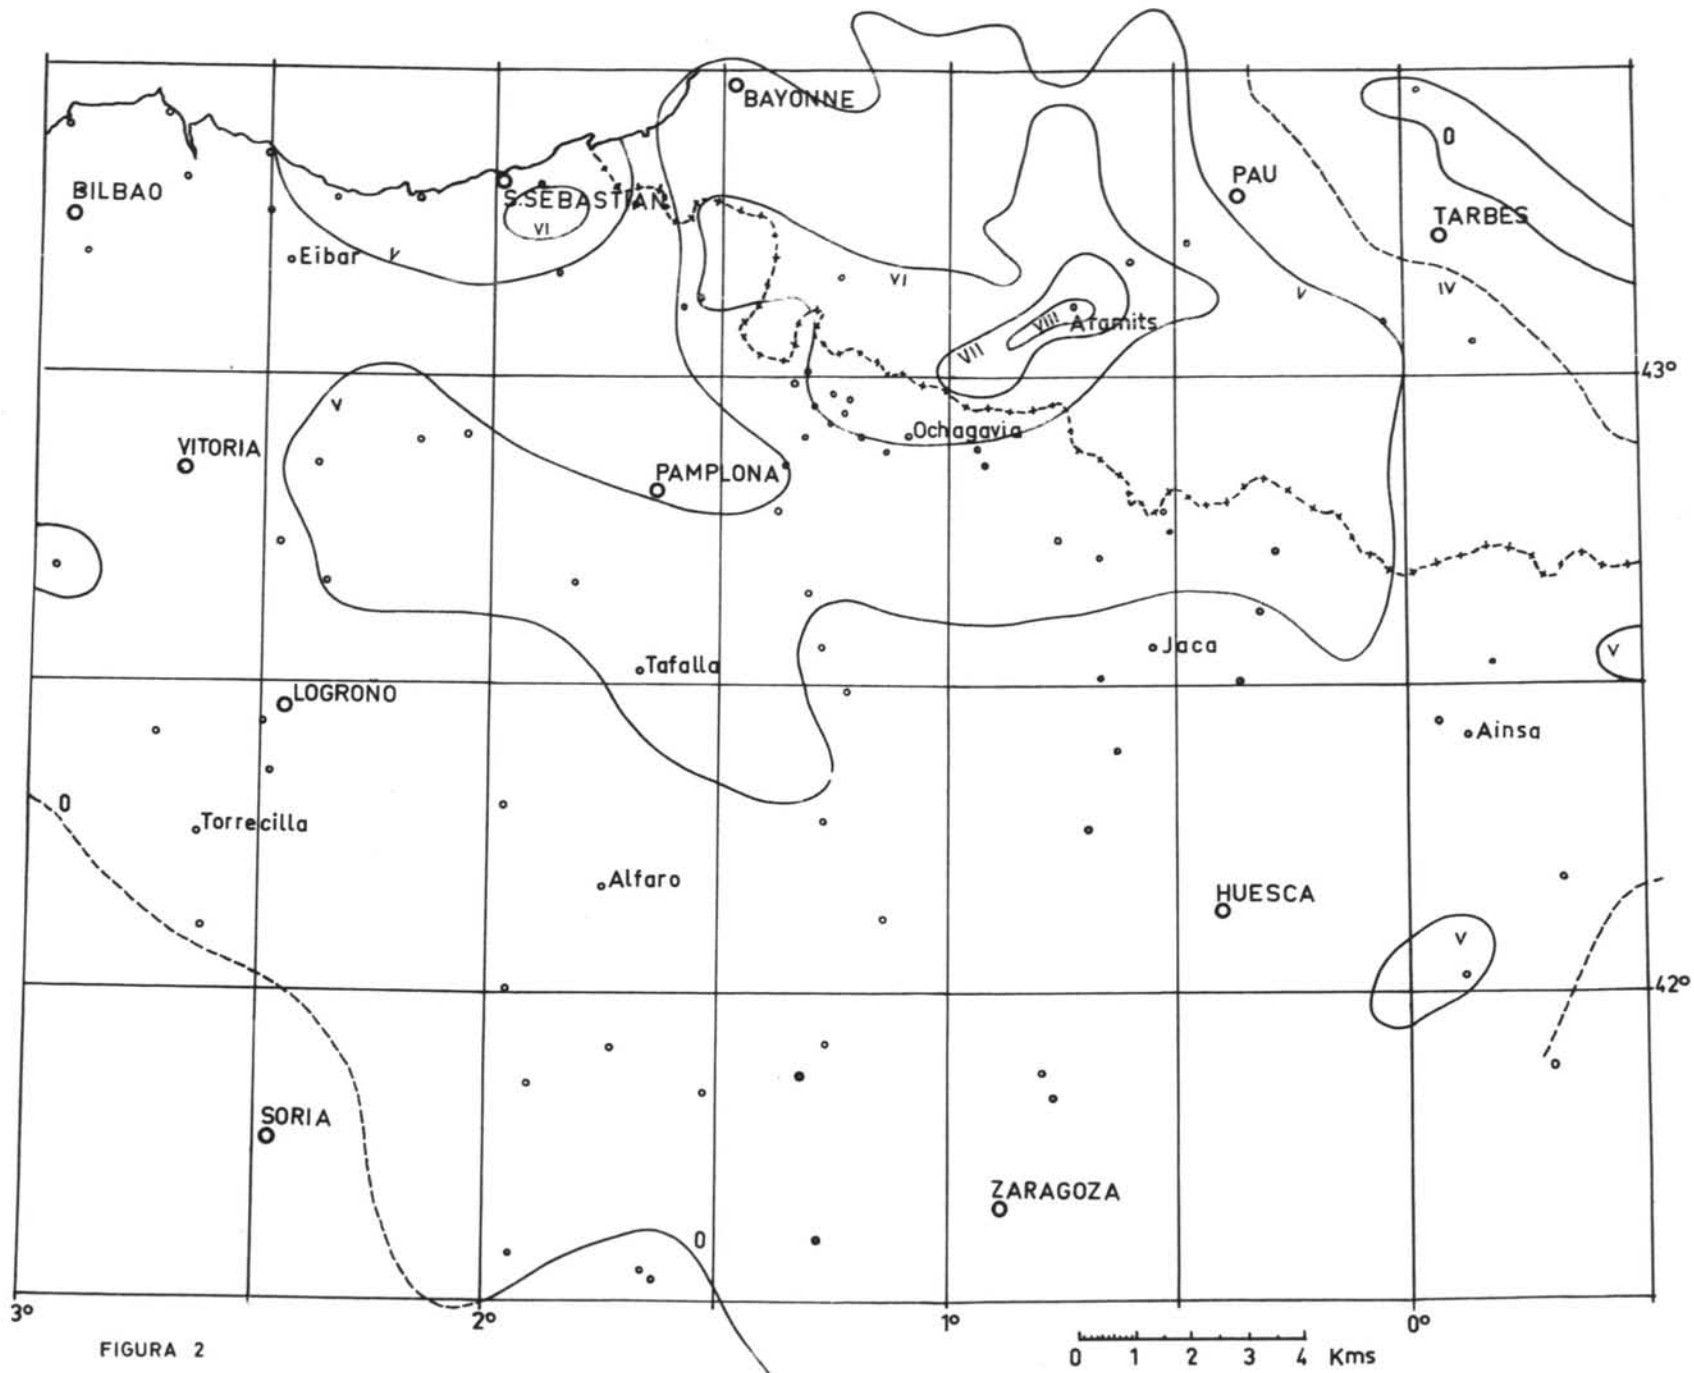 BAYONNE
0
PAU
BILBAO
S.SEBASTIAN
TARBES
VI
Eibar
V
VI
V
IV
VIII
Aramits
VII
43°
V
Ochagavia
VITORIA
PAMPLONA
Jaca
V
Tafalla
LOGROÑO
Ainsa
0
Torrecilla
Alfaro
HUESCA
V
42°
SORIA
ZARAGOZA
0
3°
2°
1°
0°
FIGURA 2
0 1 2 3 4 Kms